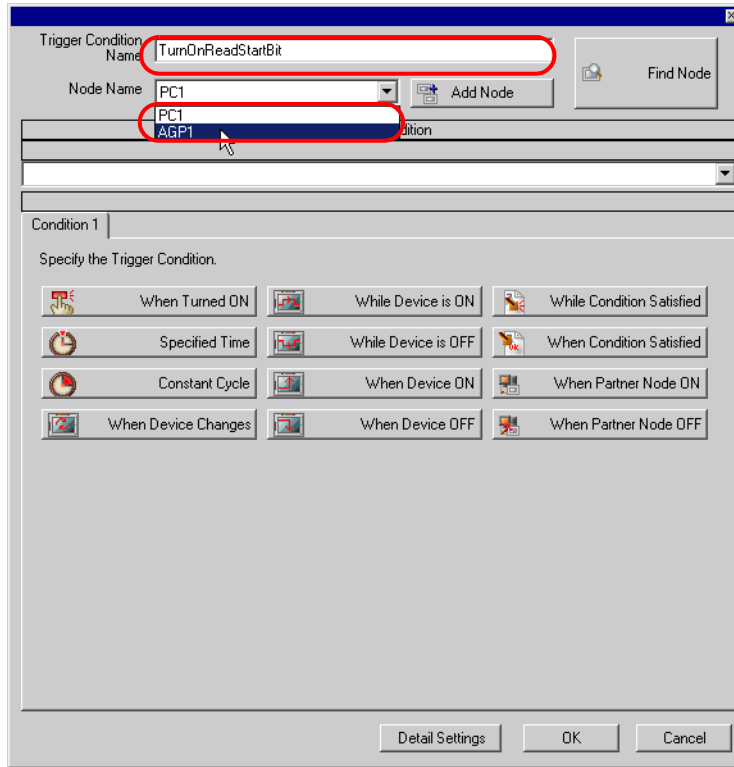 Trigger Condition
Name
TurnOnReadStartBit
Find Node
Node Name
PC1
Add Node
PC1
AGP1
dition
Condition 1
Specify the Trigger Condition.
When Turned ON
While Device is ON
While Condition Satisfied
Specified Time
While Device is OFF
When Condition Satisfied
Constant Cycle
When Device ON
When Partner Node ON
When Device Changes
When Device OFF
When Partner Node OFF
Detail Settings
OK
Cancel